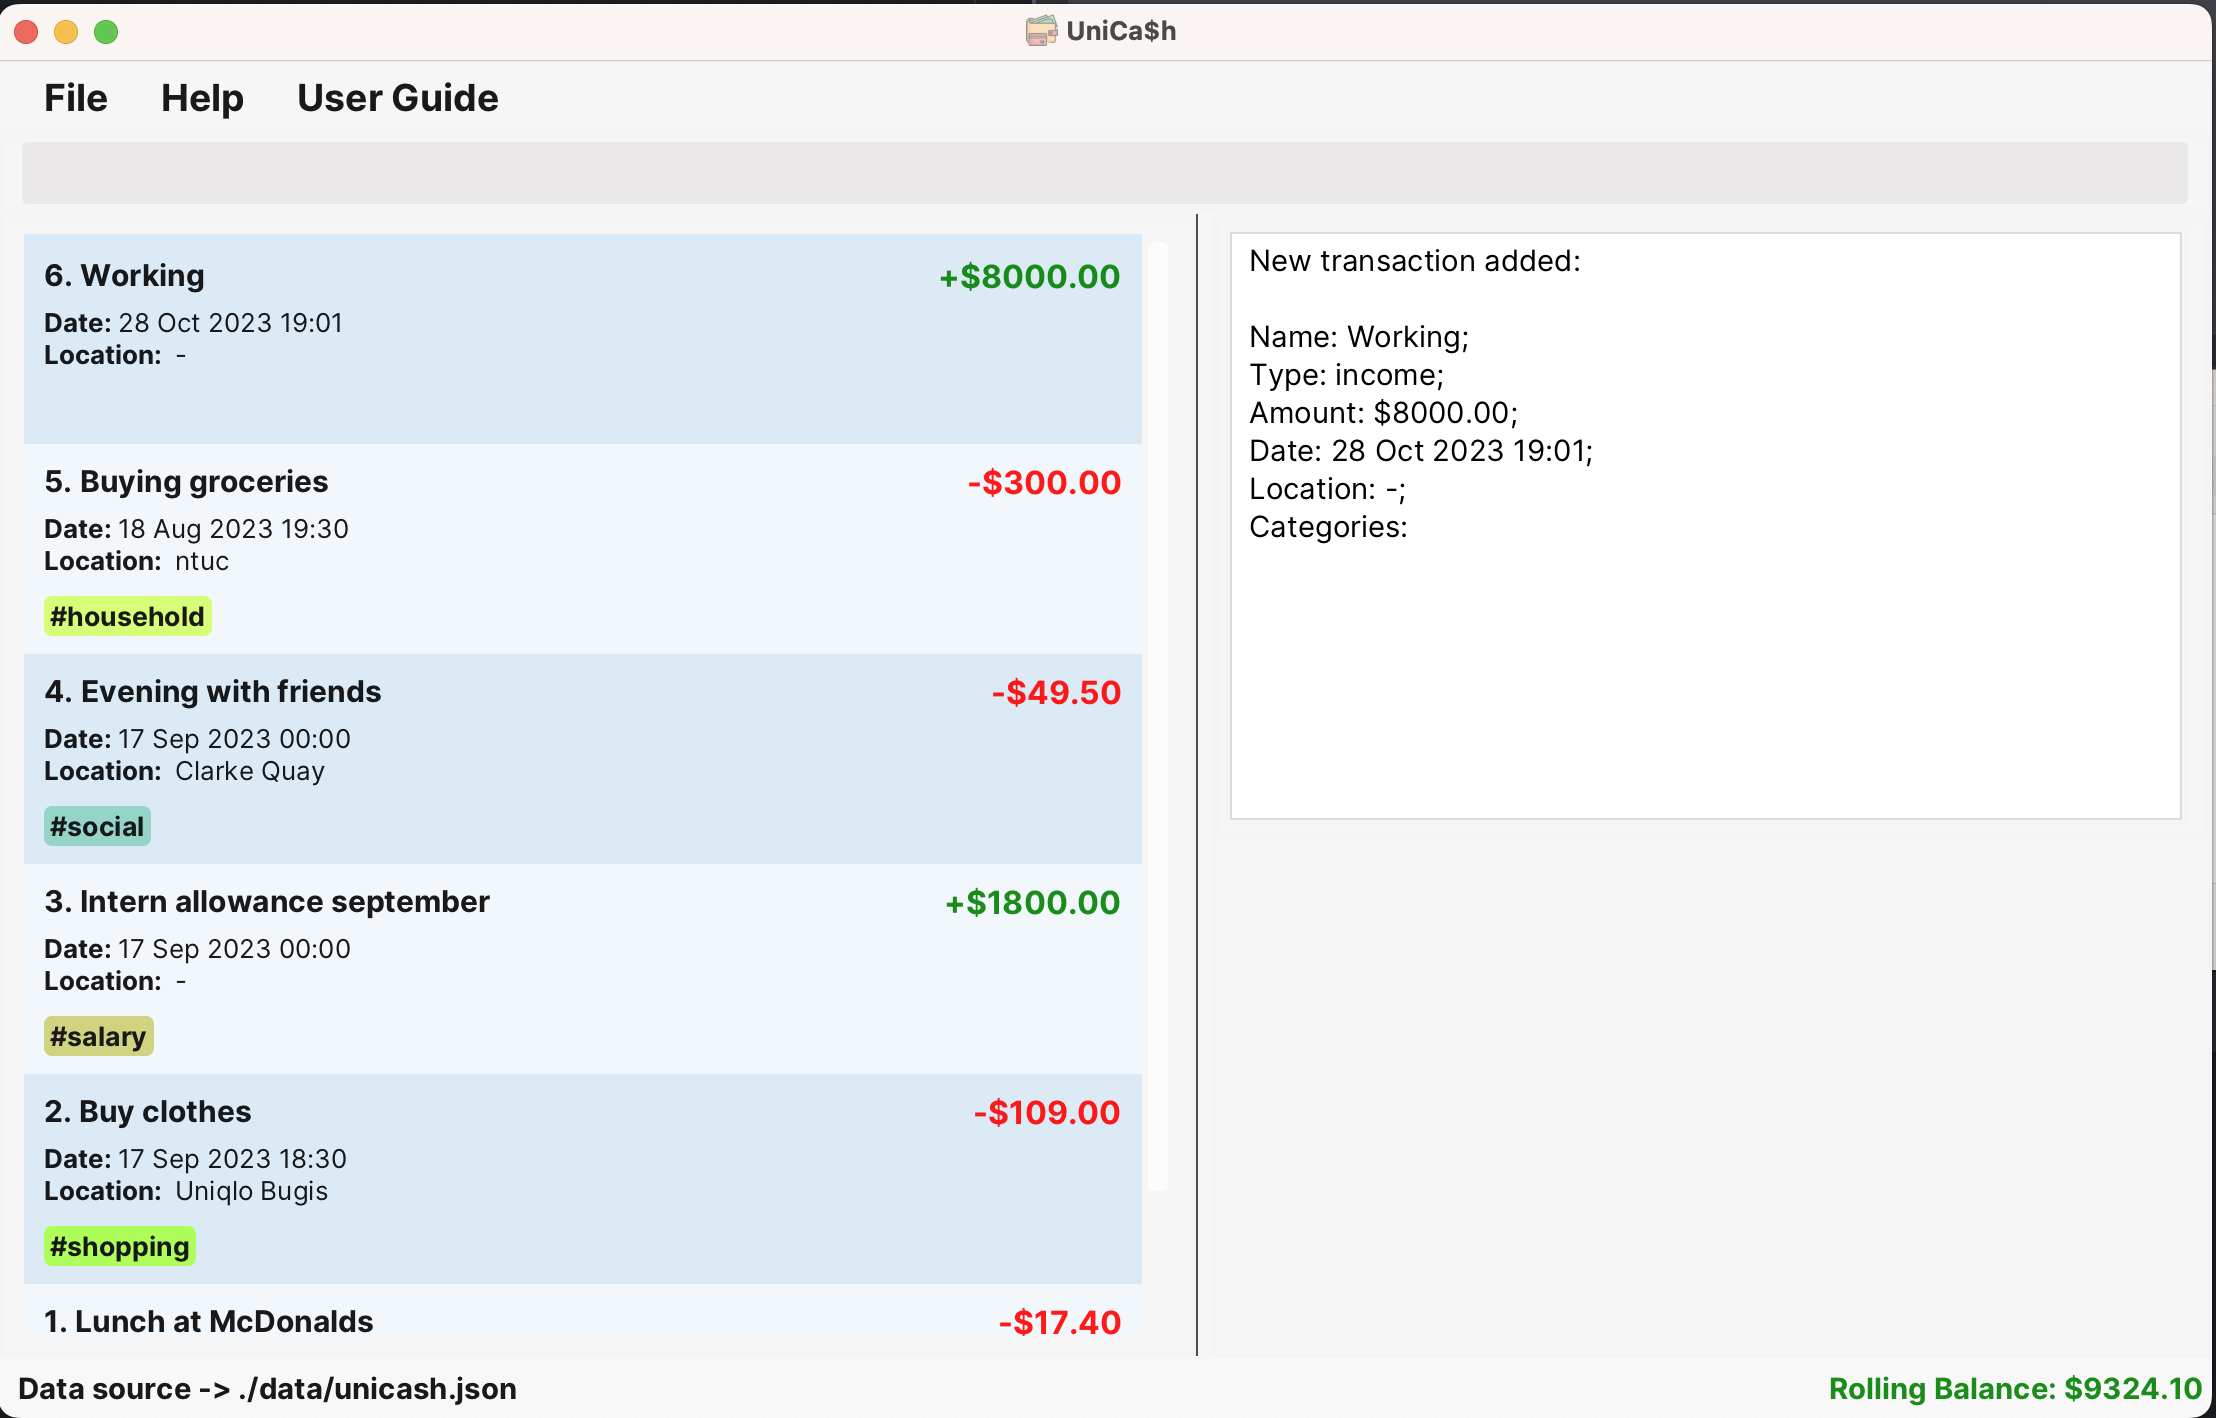 UniCa$h
File Help User Guide
6. Working +$8000.00
Date: 28 Oct 2023 19:01
Location: -
5. Buying groceries -$300.00
Date: 18 Aug 2023 19:30
Location: ntuc
#household
4. Evening with friends -$49.50
Date: 17 Sep 2023 00:00
Location: Clarke Quay
#social
3. Intern allowance september +$1800.00
Date: 17 Sep 2023 00:00
Location: -
#salary
2. Buy clothes -$109.00
Date: 17 Sep 2023 18:30
Location: Uniqlo Bugis
#shopping
1. Lunch at McDonalds -$17.40
New transaction added:
Name: Working;
Type: income;
Amount: $8000.00;
Date: 28 Oct 2023 19:01;
Location: -;
Categories:
Data source -> ./data/unicash.json
Rolling Balance: $9324.10